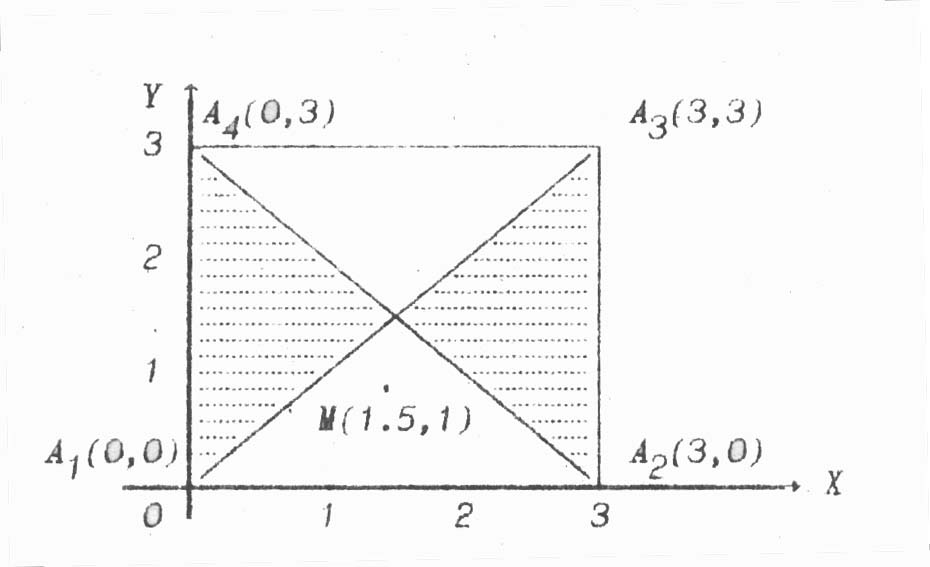 Y
A4(0,3)
A3(3,3)
3
2
1
M(1.5,1)
A1(0,0)
A2(3,0)
X
0
1
2
3